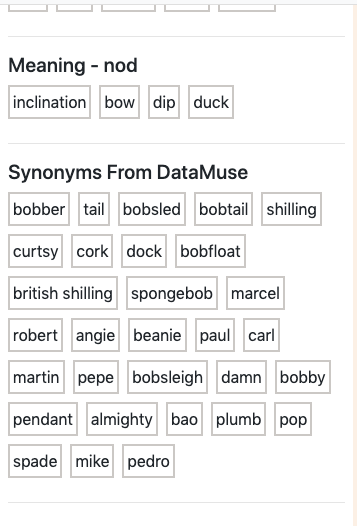 Meaning - nod
inclination bow dip duck
Synonyms From DataMuse
bobber tail bobsled bobtail shilling
curtsy cork dock bobfloat
british shilling spongebob marcel
robert angie beanie paul carl
martin pepe bobsleigh damn bobby
pendant almighty bao plumb pop
spade mike pedro